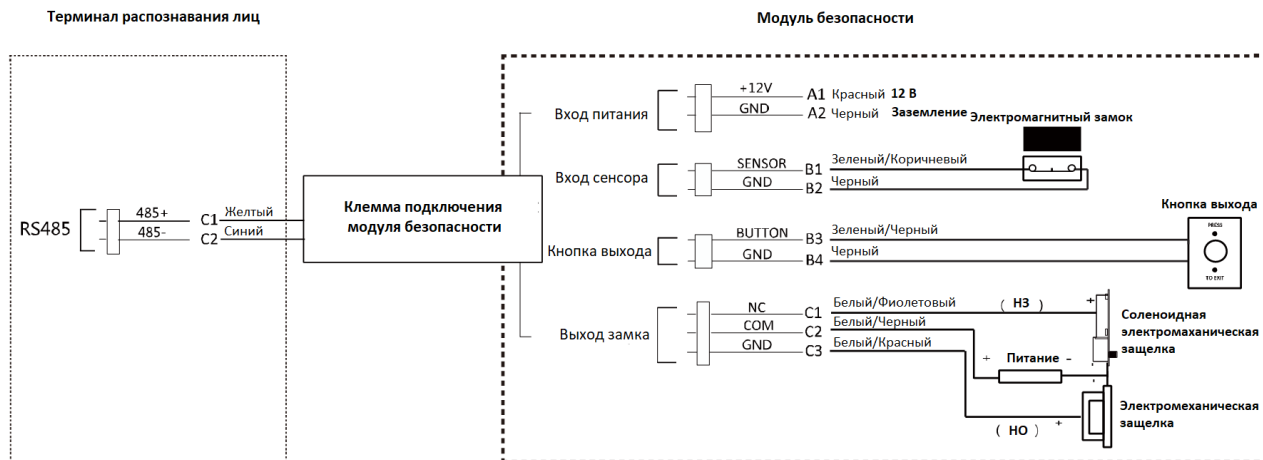 Терминал распознавания лиц
Модуль безопасности
RS485
485+
C1
Желтый
485-
C2
Синий
Клемма подключения
модуля безопасности
Вход питания
+12V
A1 Красный 12 В
GND
A2 Черный Заземление
Электромагнитный замок
Вход сенсора
SENSOR
B1
Зеленый/Коричневый
GND
B2
Черный
Кнопка выхода
BUTTON
B3
Зеленый/Черный
GND
B4
Черный
Кнопка выхода
PRESS
TO EXIT
Выход замка
NC
C1
Белый/Фиолетовый
( НЗ )
+
-
COM
C2
Белый/Черный
GND
C3
Белый/Красный
Соленоидная
электромаханическая
защелка
+ Питание -
-
( НО )
+
Электромеханическая
защелка